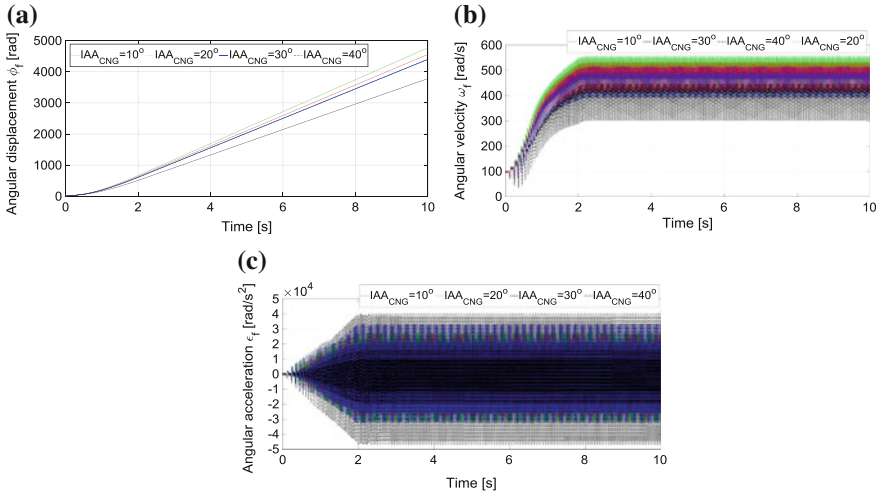 (a)
IAA_CNG=10° IAA_CNG=20° IAA_CNG=30° IAA_CNG=40°
Angular displacement ϕ_f [rad]
5000
4000
3000
2000
1000
0
0 2 4 6 8 10
Time [s]
(b)
IAA_CNG=10° IAA_CNG=30° IAA_CNG=40° IAA_CNG=20°
Angular velocity ω_f [rad/s]
600
500
400
300
200
100
0
0 2 4 6 8 10
Time [s]
(c)
×10⁴
IAA_CNG=10° IAA_CNG=20° IAA_CNG=30° IAA_CNG=40°
Angular acceleration ϵ_f [rad/s²]
5
4
3
2
1
0
-1
-2
-3
-4
-5
0 2 4 6 8 10
Time [s]